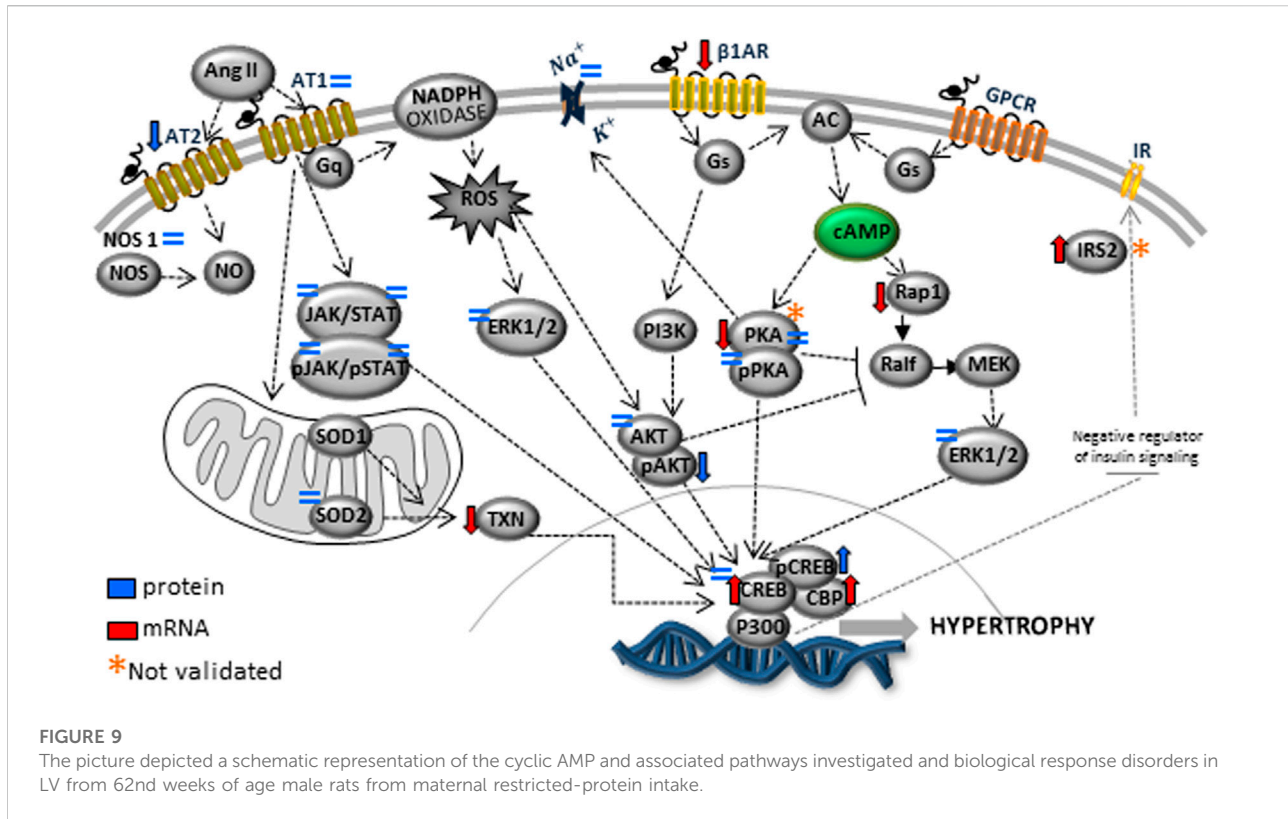 Ang II
AT1
AT2
NADPH
OXIDASE
Na+
K+
β1AR
AC
GPCR
IR
Gq
Gs
Gs
ROS
cAMP
IRS2
*
NOS 1
NOS
NO
JAK/STAT
pJAK/pSTAT
ERK1/2
PI3K
PKA
*
pPKA
Rap1
Ralf
MEK
AKT
pAKT
ERK1/2
Negative regulator
of insulin signaling
SOD1
SOD2
TXN
pCREB
CREB
CBP
P300
HYPERTROPHY
protein
mRNA
*Not validated
FIGURE 9
The picture depicted a schematic representation of the cyclic AMP and associated pathways investigated and biological response disorders in
LV from 62nd weeks of age male rats from maternal restricted-protein intake.